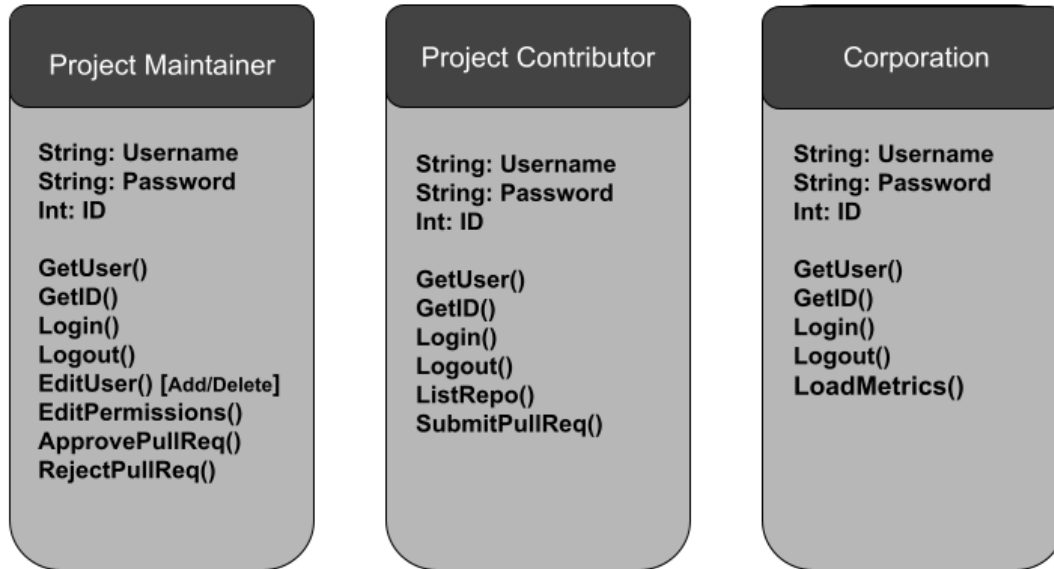 Project Maintainer
String: Username
String: Password
Int: ID
GetUser()
GetID()
Login()
Logout()
EditUser() [Add/Delete]
EditPermissions()
ApprovePullReq()
RejectPullReq()
Project Contributor
String: Username
String: Password
Int: ID
GetUser()
GetID()
Login()
Logout()
ListRepo()
SubmitPullReq()
Corporation
String: Username
String: Password
Int: ID
GetUser()
GetID()
Login()
Logout()
LoadMetrics()